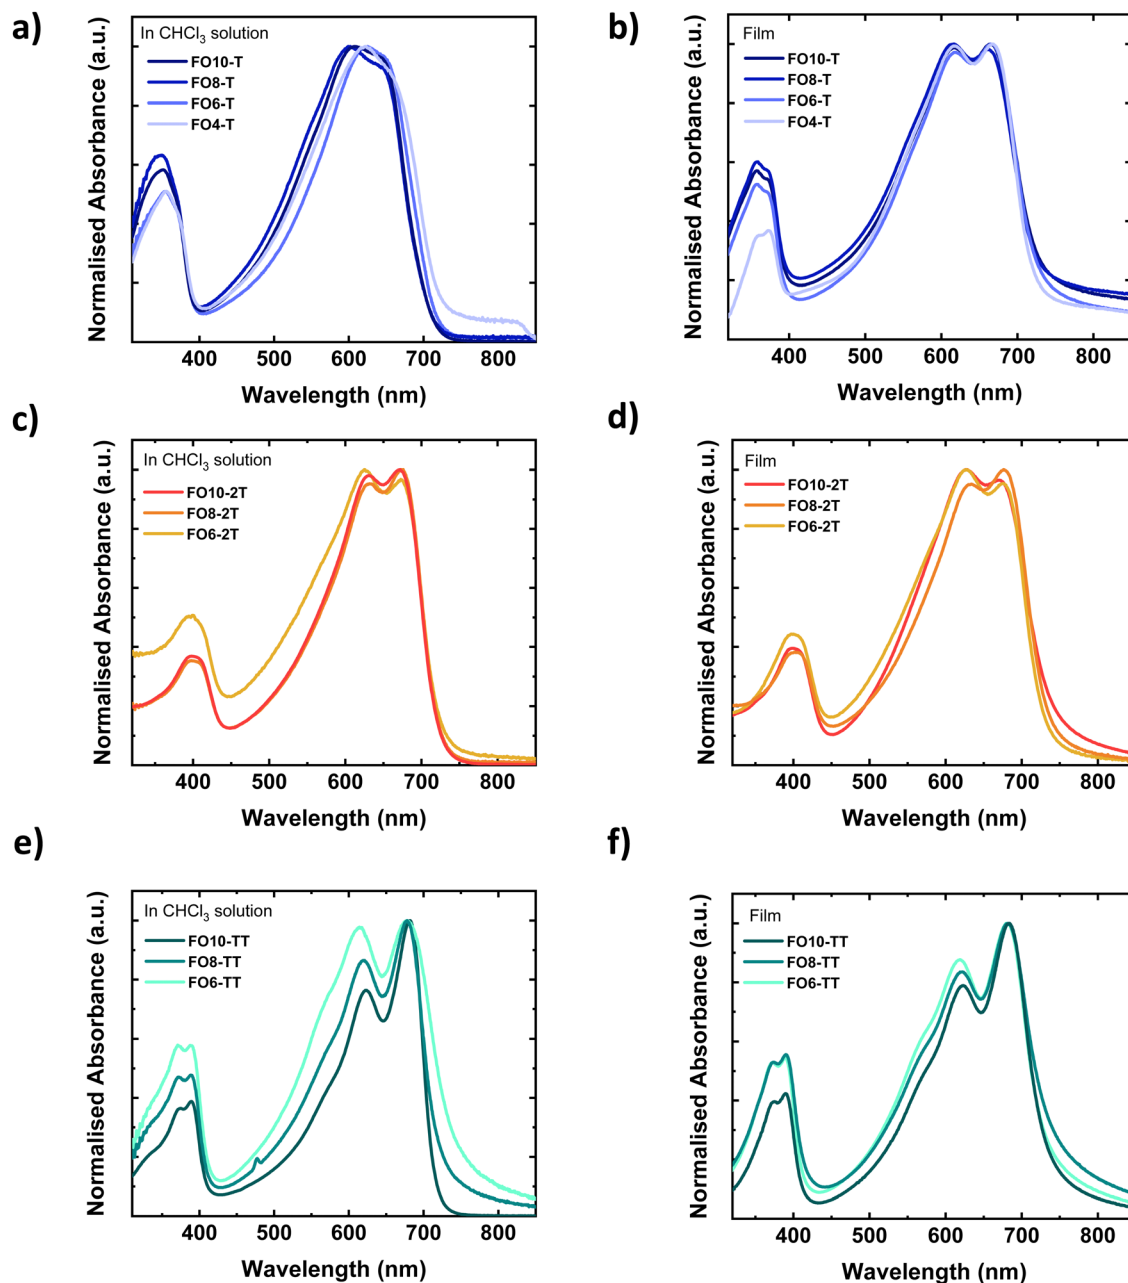 a)
In CHCl₃ solution
FO10-T
FO8-T
FO6-T
FO4-T
Normalised Absorbance (a.u.)
400 500 600 700 800
Wavelength (nm)
b)
Film
FO10-T
FO8-T
FO6-T
FO4-T
Normalised Absorbance (a.u.)
400 500 600 700 800
Wavelength (nm)
c)
In CHCl₃ solution
FO10-2T
FO8-2T
FO6-2T
Normalised Absorbance (a.u.)
400 500 600 700 800
Wavelength (nm)
d)
Film
FO10-2T
FO8-2T
FO6-2T
Normalised Absorbance (a.u.)
400 500 600 700 800
Wavelength (nm)
e)
In CHCl₃ solution
FO10-TT
FO8-TT
FO6-TT
Normalised Absorbance (a.u.)
400 500 600 700 800
Wavelength (nm)
f)
Film
FO10-TT
FO8-TT
FO6-TT
Normalised Absorbance (a.u.)
400 500 600 700 800
Wavelength (nm)